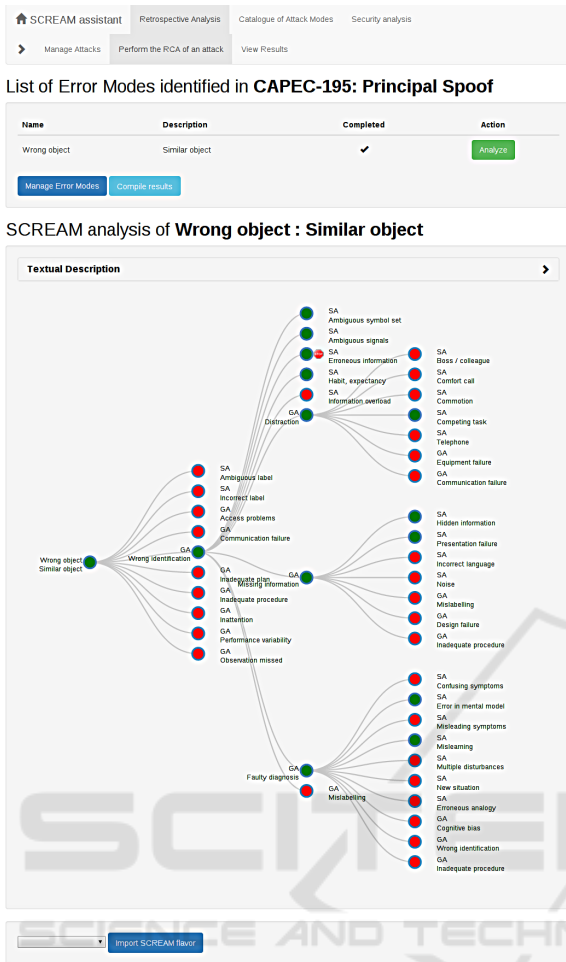 SCREAM assistant Retrospective Analysis Catalogue of Attack Modes Security analysis
Manage Attacks Perform the RCA of an attack View Results
List of Error Modes identified in CAPEC-195: Principal Spoof
Name Description Completed Action
Wrong object Similar object Analyze
Manage Error Modes Compile results
SCREAM analysis of Wrong object : Similar object
Textual Description
SA
Ambiguous symbol set
SA
Ambiguous signals
SA
Erroneous information
SA
Habit, expectancy
SA
Information overload
GA
Distraction
SA
Boss / colleague
SA
Comfort call
SA
Commotion
SA
Competing task
SA
Telephone
GA
Equipment failure
GA
Communication failure
SA
Ambiguous label
SA
Incorrect label
GA
Access problems
GA
Communication failure
GA
Wrong identification
GA
Inadequate plan
GA
Inadequate procedure
GA
Inattention
GA
Performance variability
GA
Observation missed
Wrong object
Similar object
GA
Missing information
SA
Hidden information
SA
Presentation failure
SA
Incorrect language
SA
Noise
GA
Mislabelling
GA
Design failure
GA
Inadequate procedure
GA
Faulty diagnosis
GA
Mislabelling
SA
Confusing symptoms
SA
Error in mental model
SA
Misleading symptoms
SA
Mislearning
SA
Multiple disturbances
SA
New situation
SA
Erroneous analogy
GA
Cognitive bias
GA
Wrong identification
GA
Inadequate procedure
Import SCREAM flavor
SCITE
SCIENCE AND TECHN